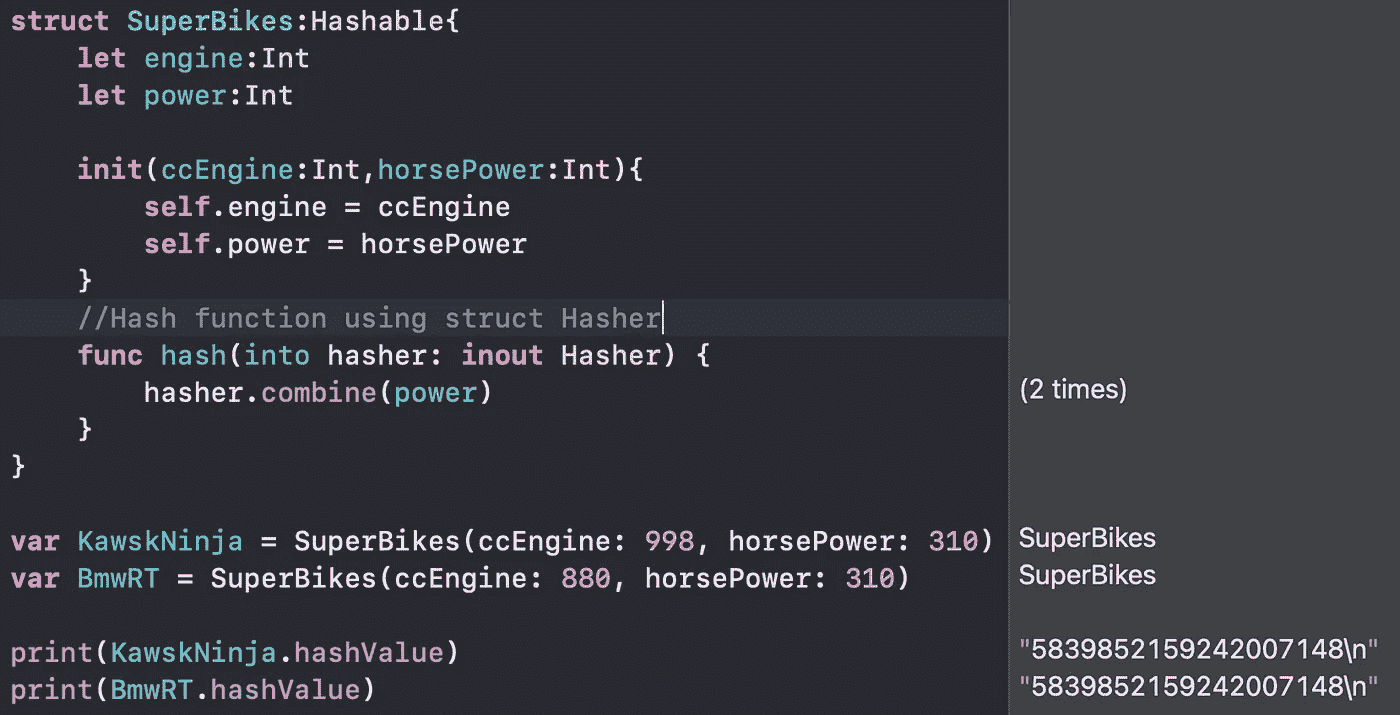 struct SuperBikes:Hashable{
    let engine:Int
    let power:Int

    init(ccEngine:Int,horsePower:Int){
        self.engine = ccEngine
        self.power = horsePower
    }
    //Hash function using struct Hasher
    func hash(into hasher: inout Hasher) {
        hasher.combine(power)
(2 times)
    }
}

var KawskNinja = SuperBikes(ccEngine: 998, horsePower: 310)
SuperBikes
var BmwRT = SuperBikes(ccEngine: 880, horsePower: 310)
SuperBikes

print(KawskNinja.hashValue)
"5839852159242007148\n"
print(BmwRT.hashValue)
"5839852159242007148\n"